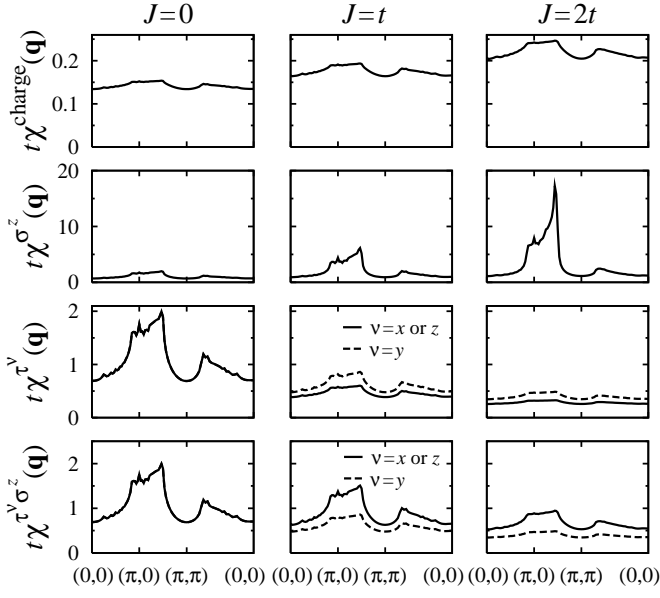 J=0 J=t J=2t
tχ^charge(q)
0.2
0.1
0
tχ^σ^z(q)
20
15
10
5
0
tχ^τ^ν(q)
2
1
0
ν=x or z
ν=y
tχ^τ^νσ^z(q)
2
1
0
ν=x or z
ν=y
(0,0) (π,0) (π,π) (0,0) (0,0) (π,0) (π,π) (0,0) (0,0) (π,0) (π,π) (0,0)